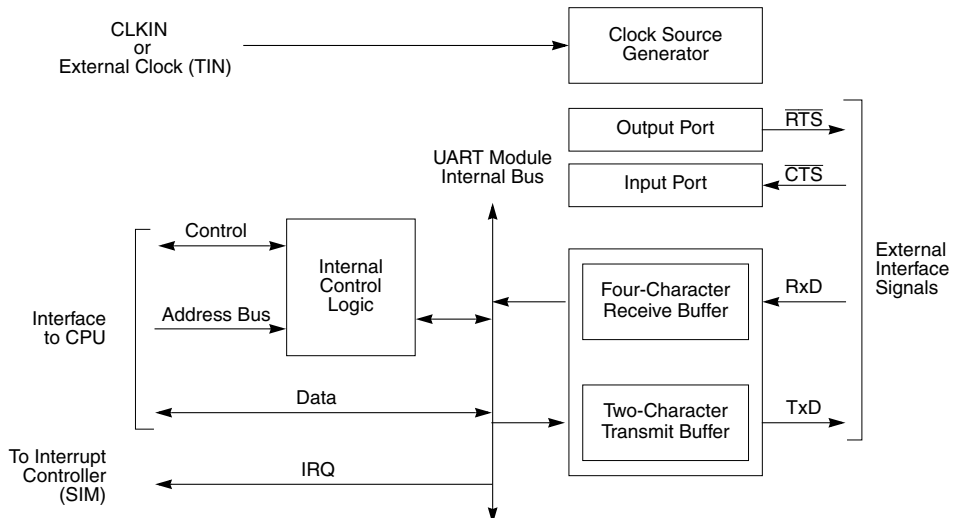 CLKIN
or
External Clock (TIN)
Clock Source
Generator
Output Port
RTS
UART Module
Internal Bus
Input Port
CTS
Control
Internal
Control
Logic
External
Interface
Signals
Four-Character
Receive Buffer
RxD
Interface
to CPU
Address Bus
Data
Two-Character
Transmit Buffer
TxD
To Interrupt
Controller
(SIM)
IRQ